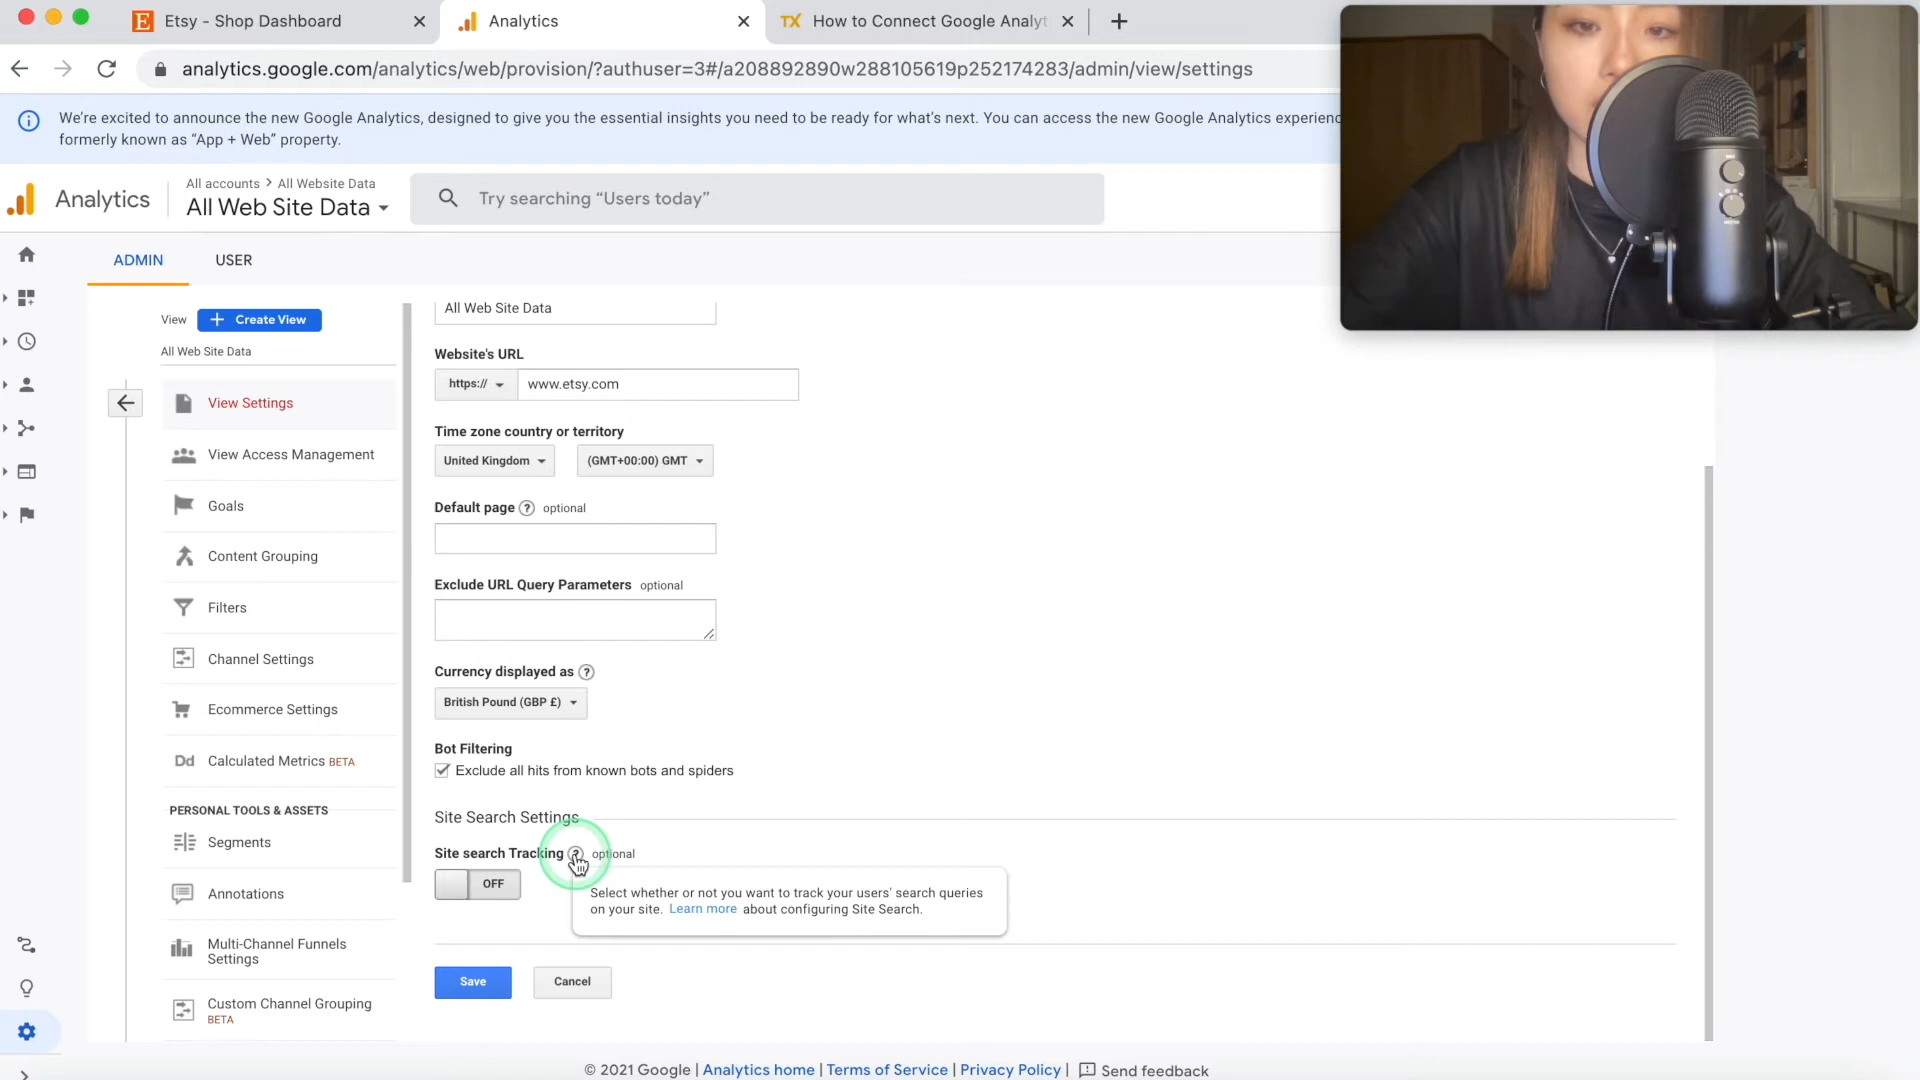 Etsy - Shop Dashboard
Analytics
TX How to Connect Google Analyt
analytics.google.com/analytics/web/provision/?authuser=3#/a208892890w288105619p252174283/admin/view/settings
We're excited to announce the new Google Analytics, designed to give you the essential insights you need to be ready for what's next. You can access the new Google Analytics experienc
formerly known as “App + Web” property.
Analytics
All accounts > All Website Data
All Web Site Data
Try searching “Users today”
ADMIN
USER
View
+ Create View
All Web Site Data
View Settings
View Access Management
Goals
Content Grouping
Filters
Channel Settings
Ecommerce Settings
Dd Calculated Metrics BETA
PERSONAL TOOLS & ASSETS
Segments
Annotations
Multi-Channel Funnels
Settings
Custom Channel Grouping
BETA
All Web Site Data
Website's URL
https://
www.etsy.com
Time zone country or territory
United Kingdom
(GMT+00:00) GMT
Default page ? optional
Exclude URL Query Parameters optional
Currency displayed as ?
British Pound (GBP £)
Bot Filtering
Exclude all hits from known bots and spiders
Site Search Settings
Site search Tracking ? optional
OFF
Select whether or not you want to track your users' search queries
on your site. Learn more about configuring Site Search.
Save
Cancel
© 2021 Google | Analytics home | Terms of Service | Privacy Policy | Send feedback